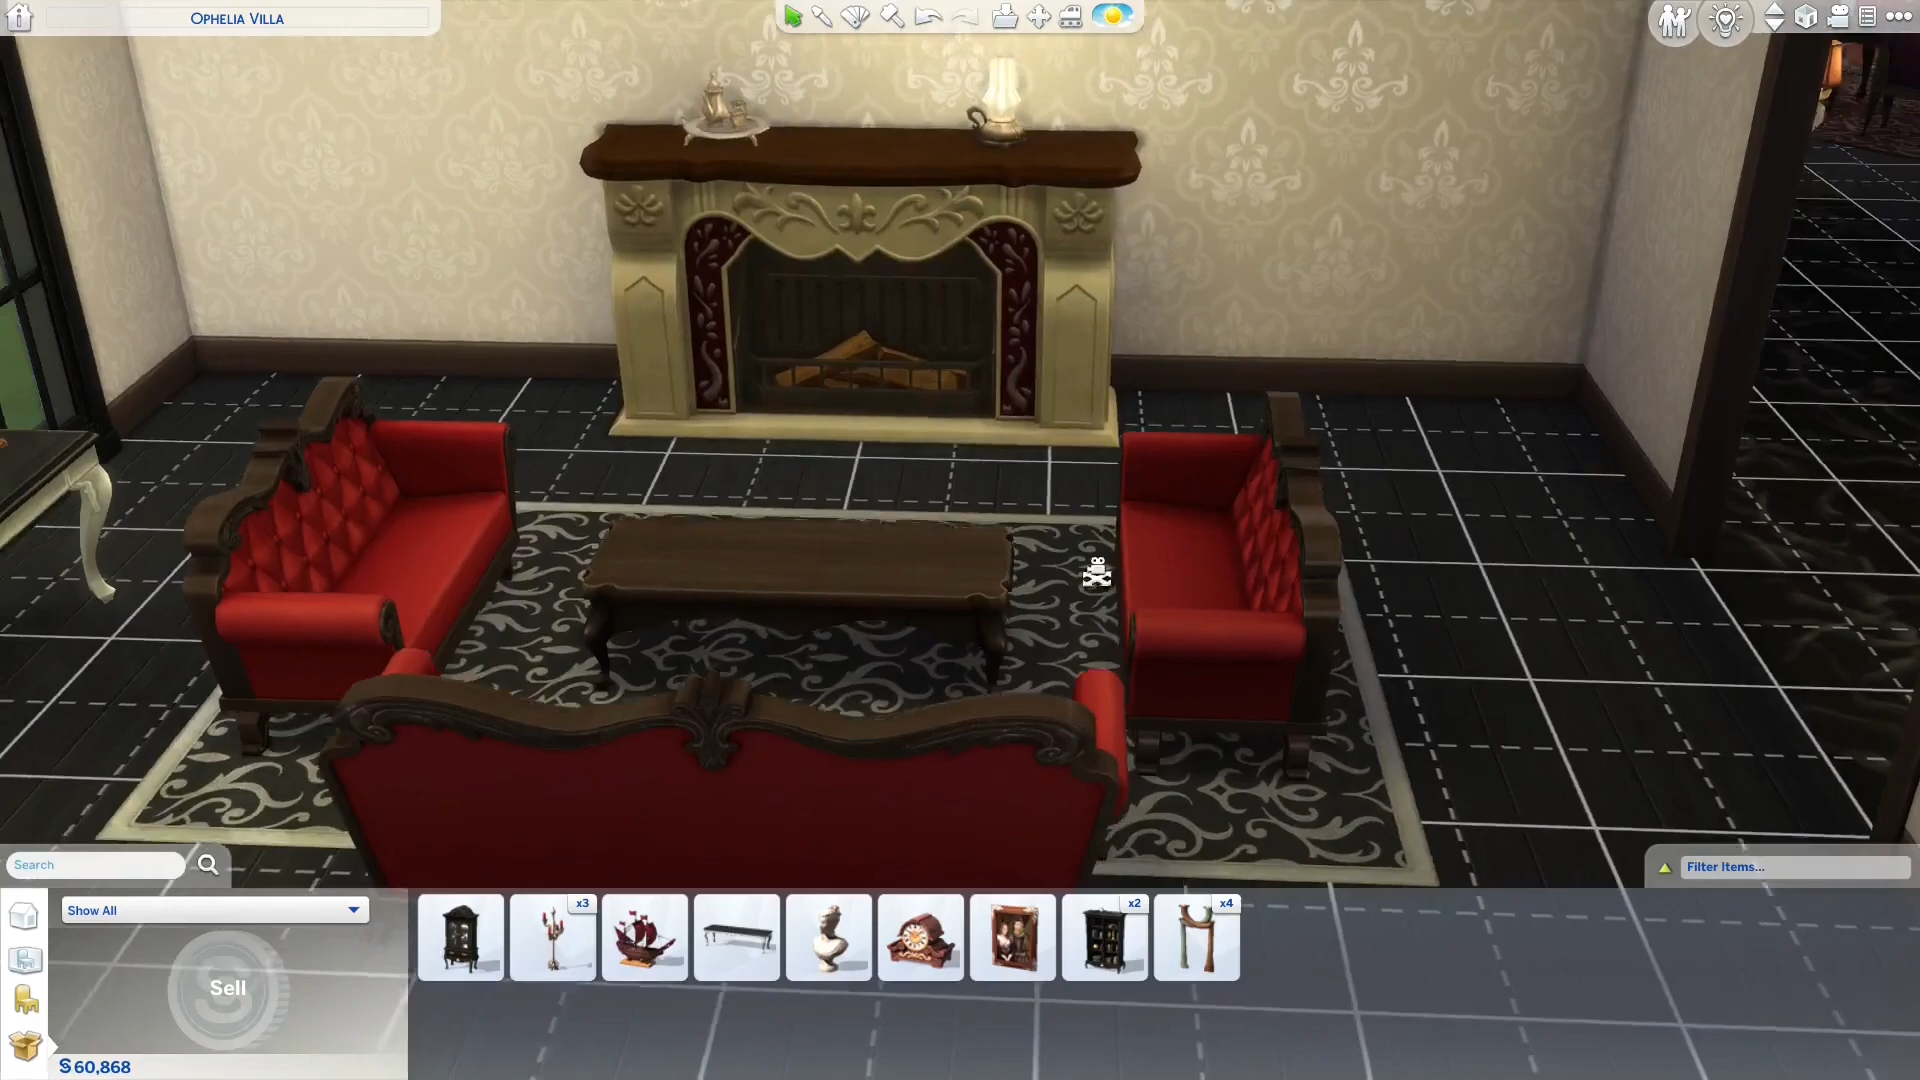 OPHELIA VILLA
Search
Filter Items...
Show All
x3
x2
x4
Sell
§60,868